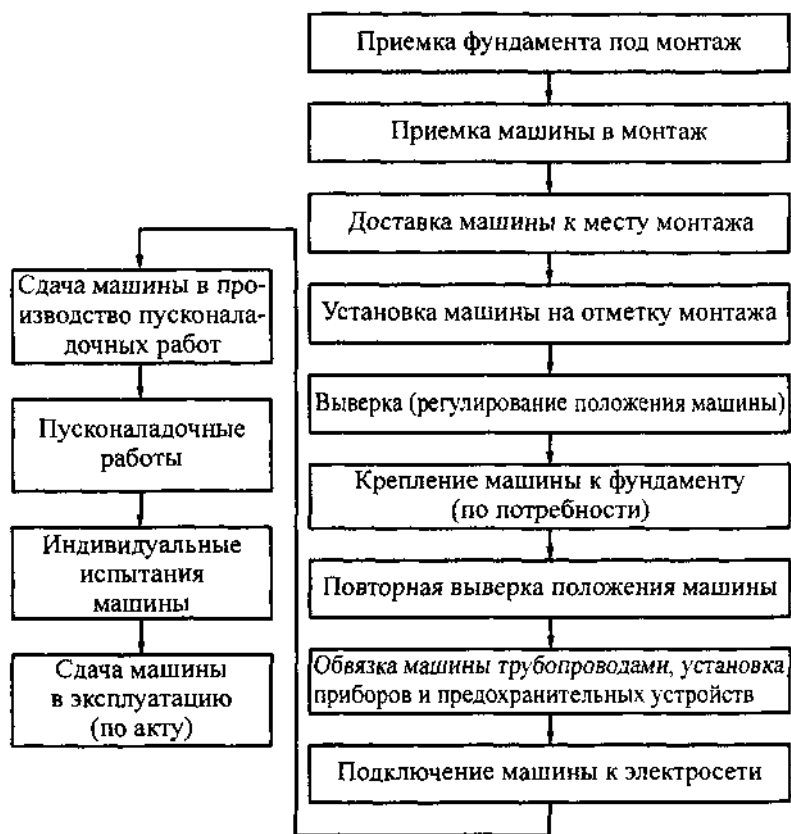 Приемка фундамента под монтаж
Приемка машины в монтаж
Доставка машины к месту монтажа
Установка машины на отметку монтажа
Выверка (регулирование положения машины)
Крепление машины к фундаменту
(по потребности)
Повторная выверка положения машины
Обвязка машины трубопроводами, установка
приборов и предохранительных устройств
Подключение машины к электросети
Сдача машины в про-
изводство пусконала-
дочных работ
Пусконаладочные
работы
Индивидуальные
испытания
машины
Сдача машины
в эксплуатацию
(по акту)